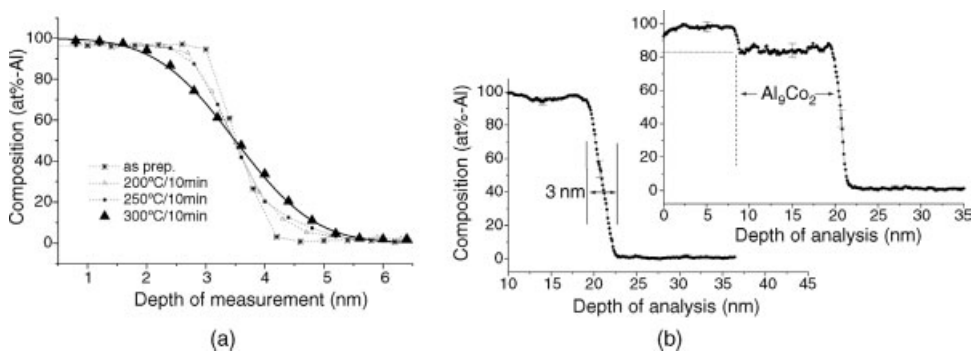 Composition (at%-Al)
100
80
60
40
20
0
as prep.
200ºC/10min
250ºC/10min
300ºC/10min
1 2 3 4 5 6
Depth of measurement (nm)
(a)
Composition (at%-Al)
100
80
60
40
20
0
3 nm
10 15 20 25 30 35 40 45
Depth of analysis (nm)
100
80
60
40
20
0
Al9Co2
0 5 10 15 20 25 30 35
Depth of analysis (nm)
(b)